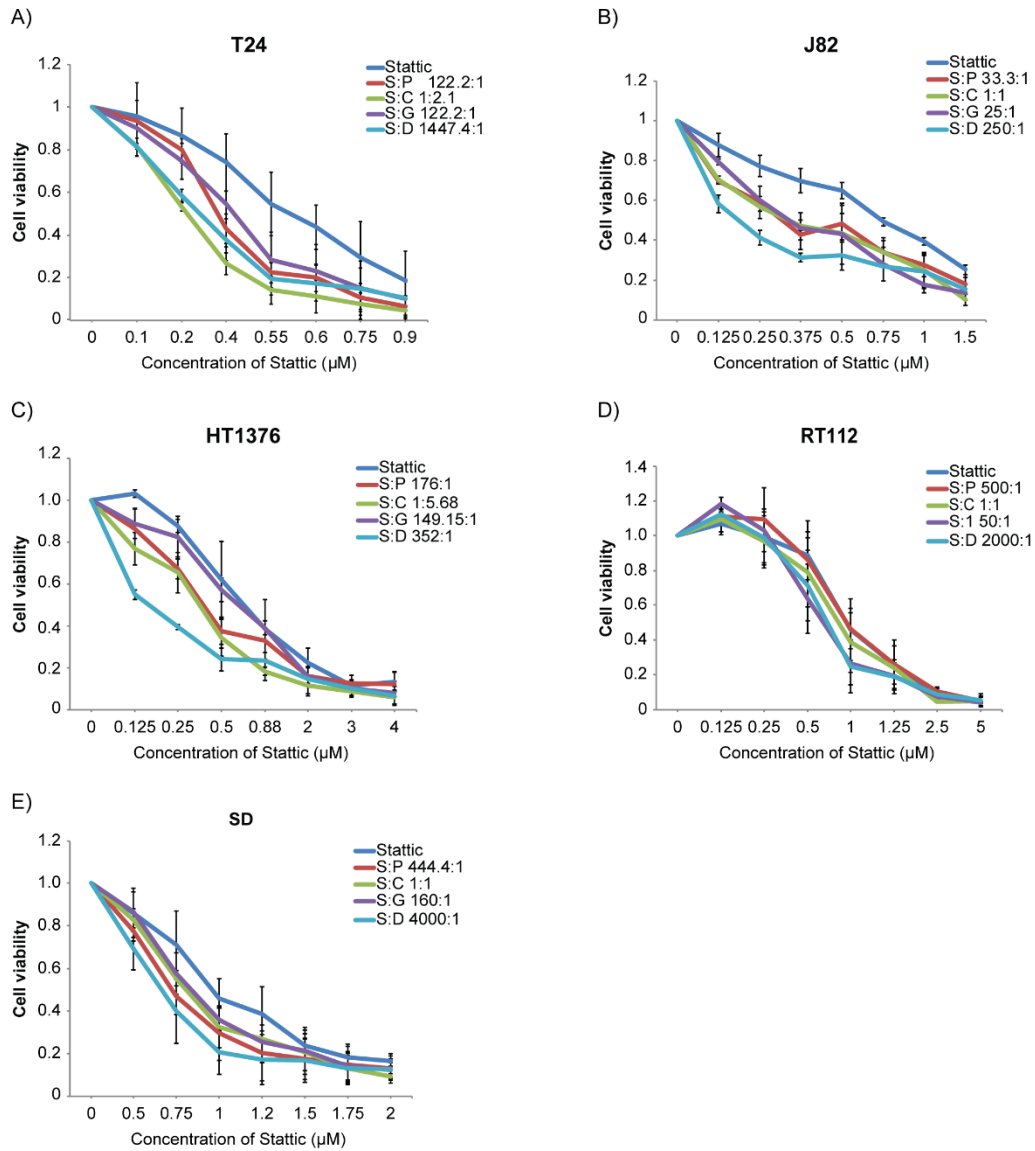 A)
T24
1.2
1.0
0.8
0.6
0.4
0.2
0
Cell viability
Stattic
S:P 122.2:1
S:C 1:2.1
S:G 122.2:1
S:D 1447.4:1
0 0.1 0.2 0.4 0.55 0.6 0.75 0.9
Concentration of Stattic (µM)
B)
J82
1.2
1.0
0.8
0.6
0.4
0.2
0
Cell viability
Stattic
S:P 33.3:1
S:C 1:1
S:G 25:1
S:D 250:1
0 0.125 0.25 0.375 0.5 0.75 1 1.5
Concentration of Stattic (µM)
C)
HT1376
1.2
1.0
0.8
0.6
0.4
0.2
0
Cell viability
Stattic
S:P 176:1
S:C 1:5.68
S:G 149.15:1
S:D 352:1
0 0.125 0.25 0.5 0.88 2 3 4
Concentration of Stattic (µM)
D)
RT112
1.4
1.2
1.0
0.8
0.6
0.4
0.2
0
Cell viability
Stattic
S:P 500:1
S:C 1:1
S:1 50:1
S:D 2000:1
0 0.125 0.25 0.5 1 1.25 2.5 5
Concentration of Stattic (µM)
E)
SD
1.2
1.0
0.8
0.6
0.4
0.2
0
Cell viability
Stattic
S:P 444.4:1
S:C 1:1
S:G 160:1
S:D 4000:1
0 0.5 0.75 1 1.2 1.5 1.75 2
Concentration of Stattic (µM)